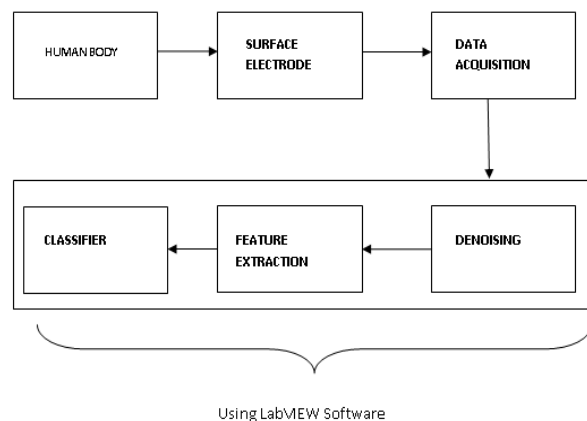 HUMAN BODY
SURFACE
ELECTRODE
DATA
ACQUISITION
CLASSIFIER
FEATURE
EXTRACTION
DENOISING
Using LabVIEW Software